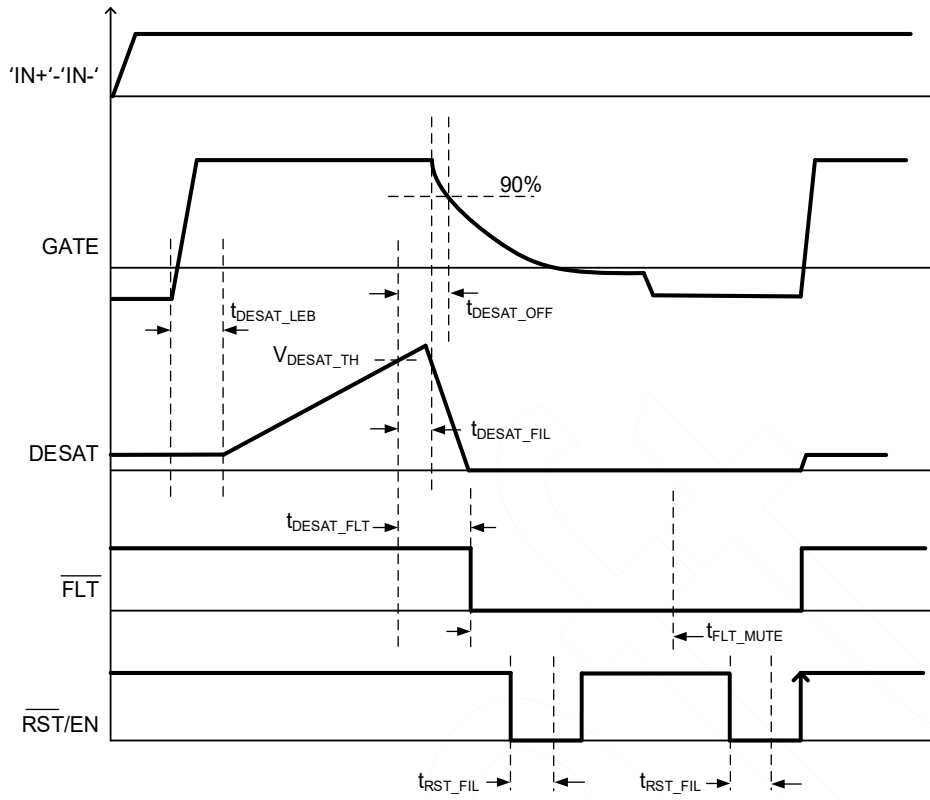 ‘IN+‘-‘IN-‘
90%
GATE
tDESAT_LEB
tDESAT_OFF
VDESAT_TH
tDESAT_FIL
DESAT
tDESAT_FLT
FLT
tFLT_MUTE
RST/EN
tRST_FIL
tRST_FIL